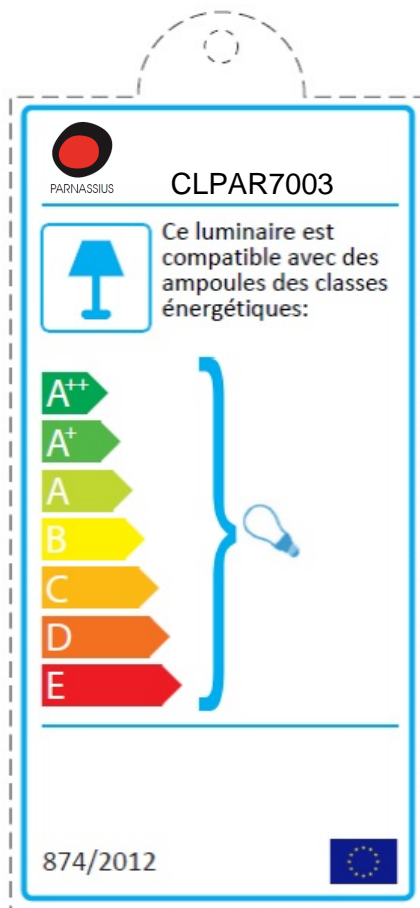 PARNASSIUS
CLPAR7003
Ce luminaire est
compatible avec des
ampoules des classes
énergétiques:
A++
A+
A
B
C
D
E
874/2012